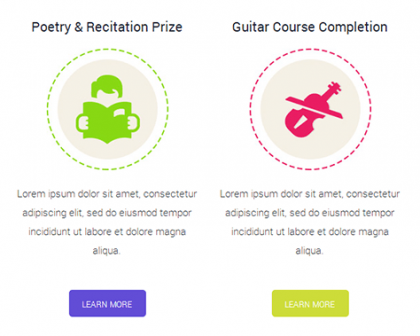 Poetry & Recitation Prize
Lorem ipsum dolor sit amet, consectetur
adipiscing elit, sed do eiusmod tempor
incididunt ut labore et dolore magna
aliqua.
LEARN MORE
Guitar Course Completion
Lorem ipsum dolor sit amet, consectetur
adipiscing elit, sed do eiusmod tempor
incididunt ut labore et dolore magna
aliqua.
LEARN MORE